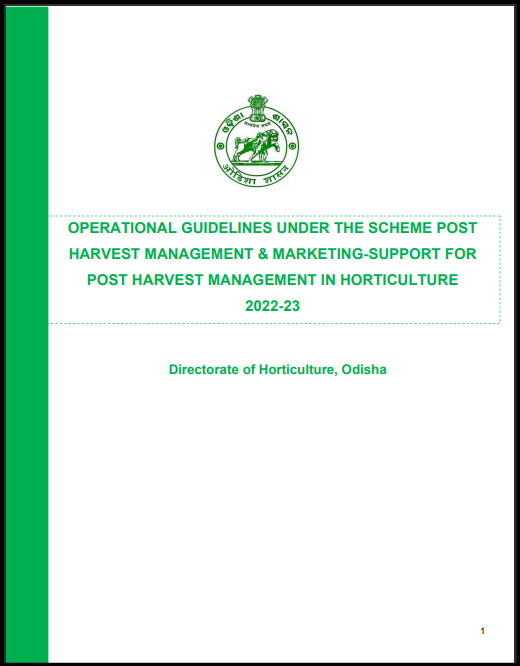 ଓଡ଼ିଶା ଶାସନ
ओडिशा शासन
OPERATIONAL GUIDELINES UNDER THE SCHEME POST
HARVEST MANAGEMENT & MARKETING-SUPPORT FOR
POST HARVEST MANAGEMENT IN HORTICULTURE
2022-23
Directorate of Horticulture, Odisha
1